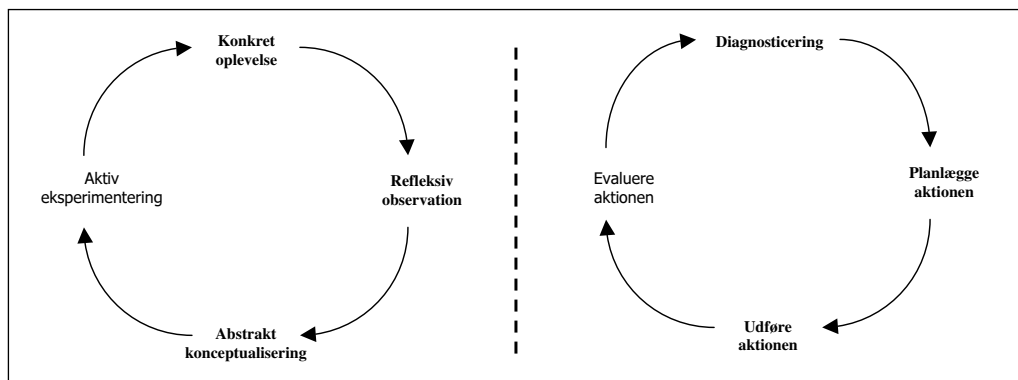 Konkret
oplevelse
Refleksiv
observation
Abstrakt
konceptualisering
Aktiv
eksperimentering
Diagnosticering
Planlægge
aktionen
Udføre
aktionen
Evaluere
aktionen